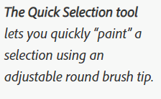 The Quick Selection tool
lets you quickly “paint” a
selection using an
adjustable round brush tip.